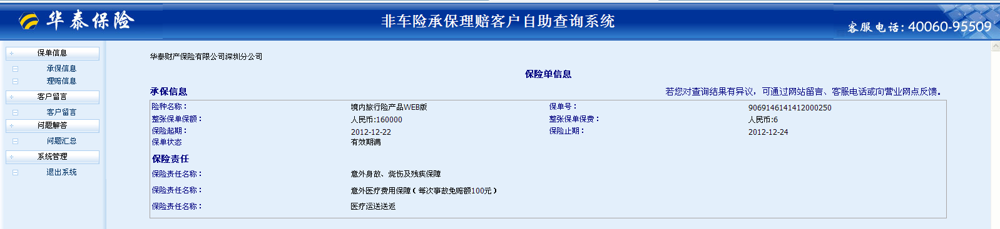 华泰保险
非车险承保理赔客户自助查询系统
客服电话: 40060-95509
保单信息
承保信息
理赔信息
客户留言
客户留言
问题解答
问题汇总
系统管理
退出系统
华泰财产保险有限公司深圳分公司
保险单信息
承保信息 若您对查询结果有异议，可通过网站留言、客服电话或向营业网点反馈。
险种名称： 境内旅行险产品WEB版 保单号： 9069146141412000250
整张保单保额： 人民币:160000 整张保单保费： 人民币:6
保险起期： 2012-12-22 保险止期： 2012-12-24
保单状态 有效期满
保险责任
保险责任名称： 意外身故、烧伤及残疾保障
保险责任名称： 意外医疗费用保障（每次事故免赔额100元）
保险责任名称： 医疗运送送返